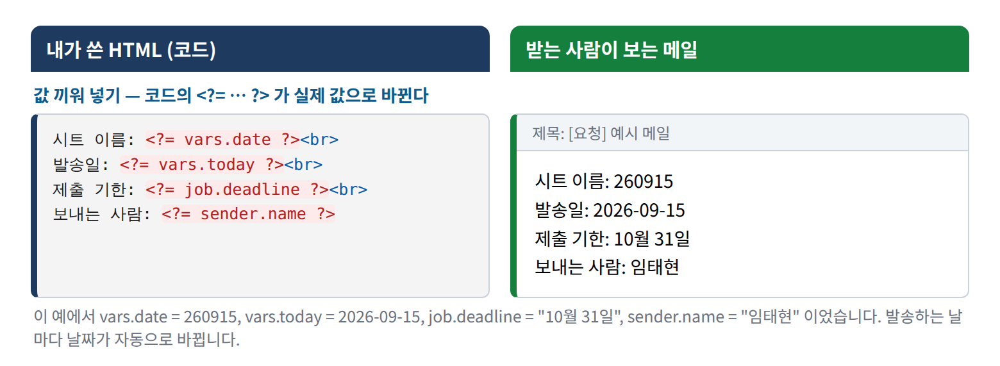 내가 쓴 HTML (코드)
받는 사람이 보는 메일
값 끼워 넣기 — 코드의 <?= ··· ?> 가 실제 값으로 바뀐다
시트 이름: <?= vars.date ?><br>
발송일: <?= vars.today ?><br>
제출 기한: <?= job.deadline ?><br>
보내는 사람: <?= sender.name ?>
제목: [요청] 예시 메일
시트 이름: 260915
발송일: 2026-09-15
제출 기한: 10월 31일
보내는 사람: 임태현
이 예에서 vars.date = 260915, vars.today = 2026-09-15, job.deadline = "10월 31일", sender.name = "임태현" 이었습니다. 발송하는 날
마다 날짜가 자동으로 바뀝니다.